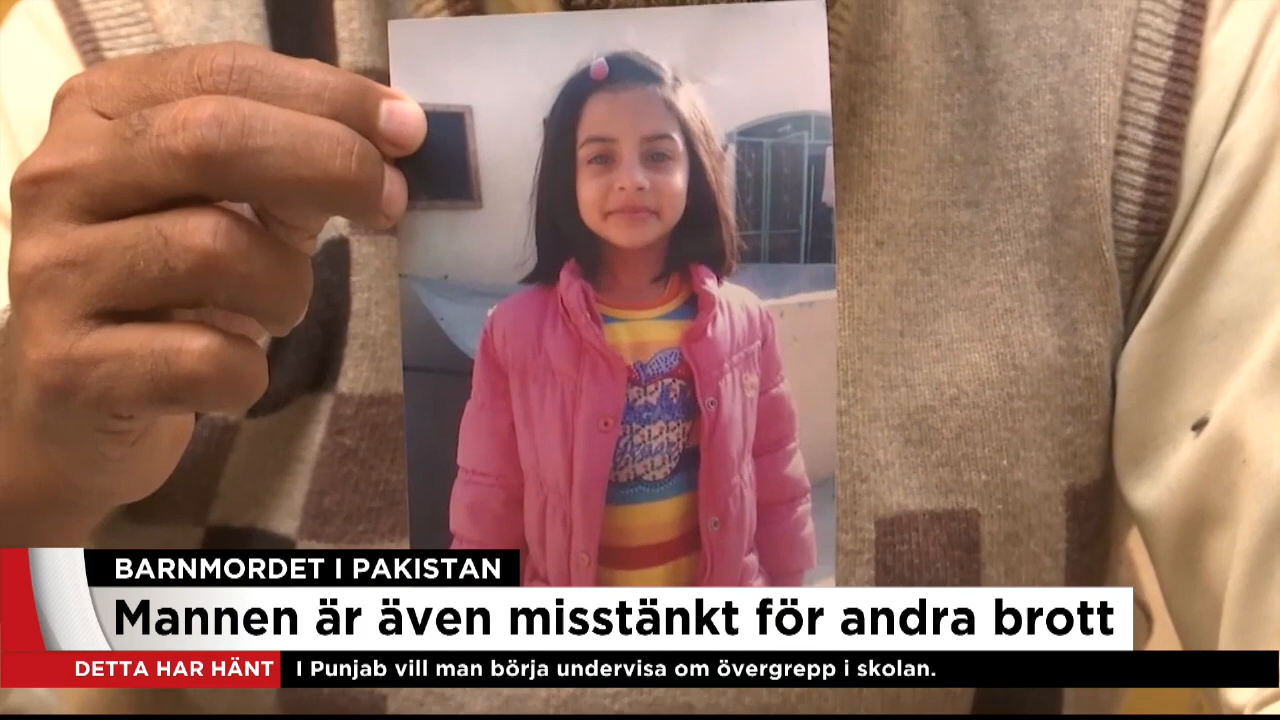 BARNMORDET I PAKISTAN
Mannen är även misstänkt för andra brott
DETTA HAR HÄNT I Punjab vill man börja undervisa om övergrepp i skolan.